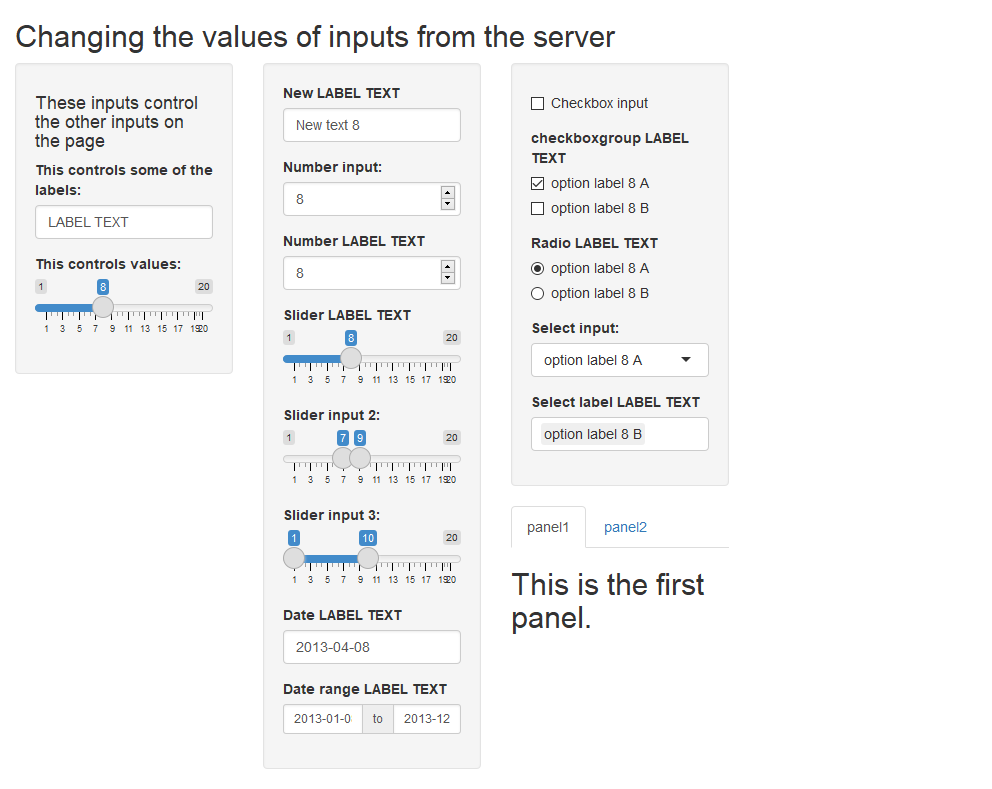 Changing the values of inputs from the server
These inputs control
the other inputs on
the page
This controls some of the
labels:
LABEL TEXT
This controls values:
1 8 20
1 3 5 7 9 11 13 15 17 19 20
New LABEL TEXT
New text 8
Number input:
8
Number LABEL TEXT
8
Slider LABEL TEXT
1 8 20
1 3 5 7 9 11 13 15 17 19 20
Slider input 2:
1 7 9 20
1 3 5 7 9 11 13 15 17 19 20
Slider input 3:
1 10 20
1 3 5 7 9 11 13 15 17 19 20
Date LABEL TEXT
2013-04-08
Date range LABEL TEXT
2013-01-0 to 2013-12
Checkbox input
checkboxgroup LABEL
TEXT
option label 8 A
option label 8 B
Radio LABEL TEXT
option label 8 A
option label 8 B
Select input:
option label 8 A
Select label LABEL TEXT
option label 8 B
panel1 panel2
This is the first
panel.